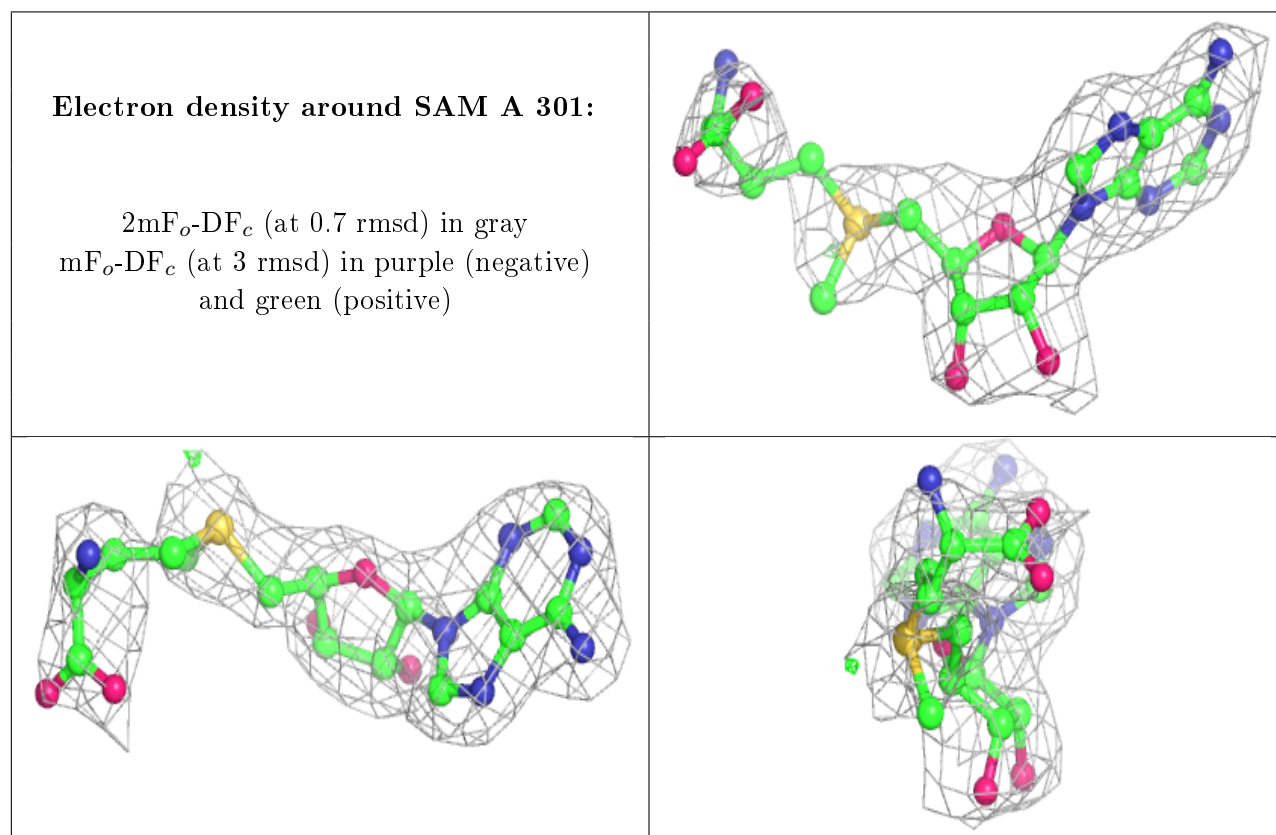 Electron density around SAM A 301:
2mFo-DFc (at 0.7 rmsd) in gray
mFo-DFc (at 3 rmsd) in purple (negative)
and green (positive)